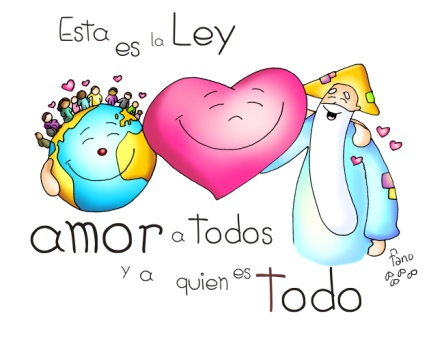 Esta es la Ley
amor a Todos
y a quien es Todo
fano